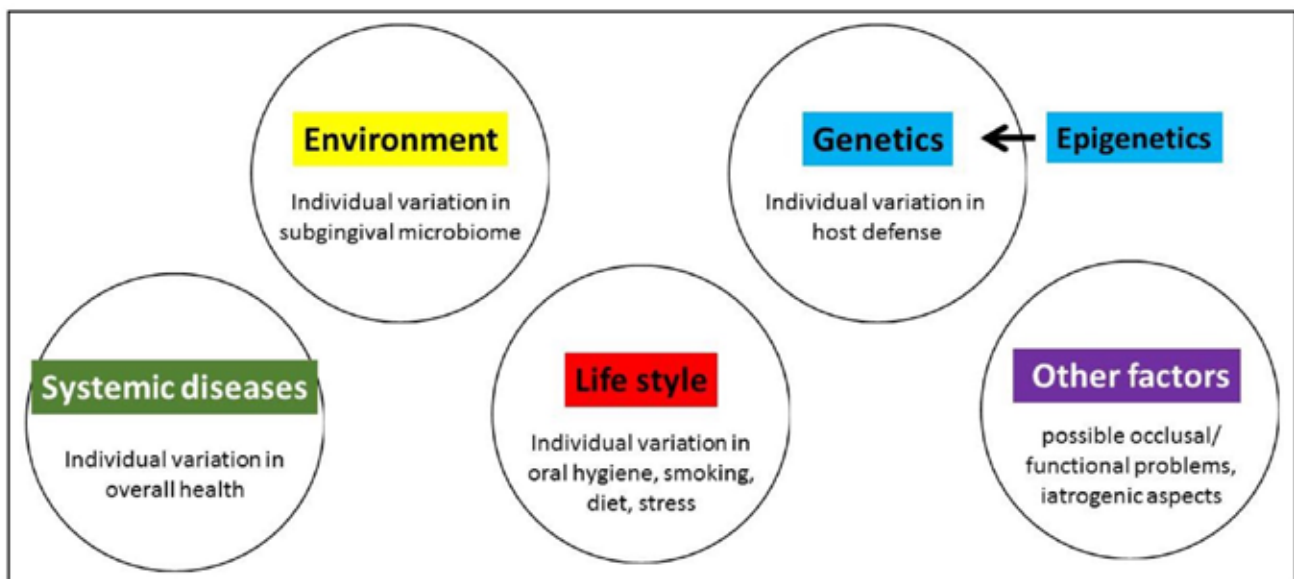 Environment
Individual variation in
subgingival microbiome
Genetics
Epigenetics
Individual variation in
host defense
Systemic diseases
Individual variation in
overall health
Life style
Individual variation in
oral hygiene, smoking,
diet, stress
Other factors
possible occlusal/
functional problems,
iatrogenic aspects